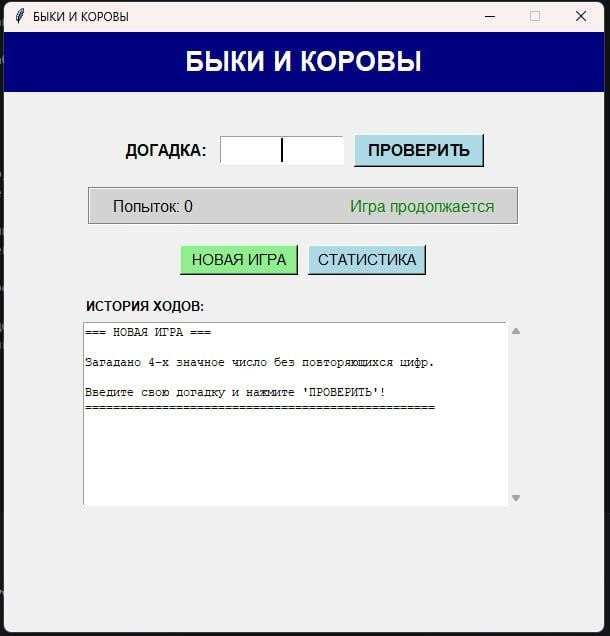 БЫКИ И КОРОВЫ
БЫКИ И КОРОВЫ
ДОГАДКА: ПРОВЕРИТЬ
Попыток: 0 Игра продолжается
НОВАЯ ИГРА СТАТИСТИКА
ИСТОРИЯ ХОДОВ:
=== НОВАЯ ИГРА ===
Загадано 4-х значное число без повторяющихся цифр.
Введите свою догадку и нажмите 'ПРОВЕРИТЬ'!
==================================================